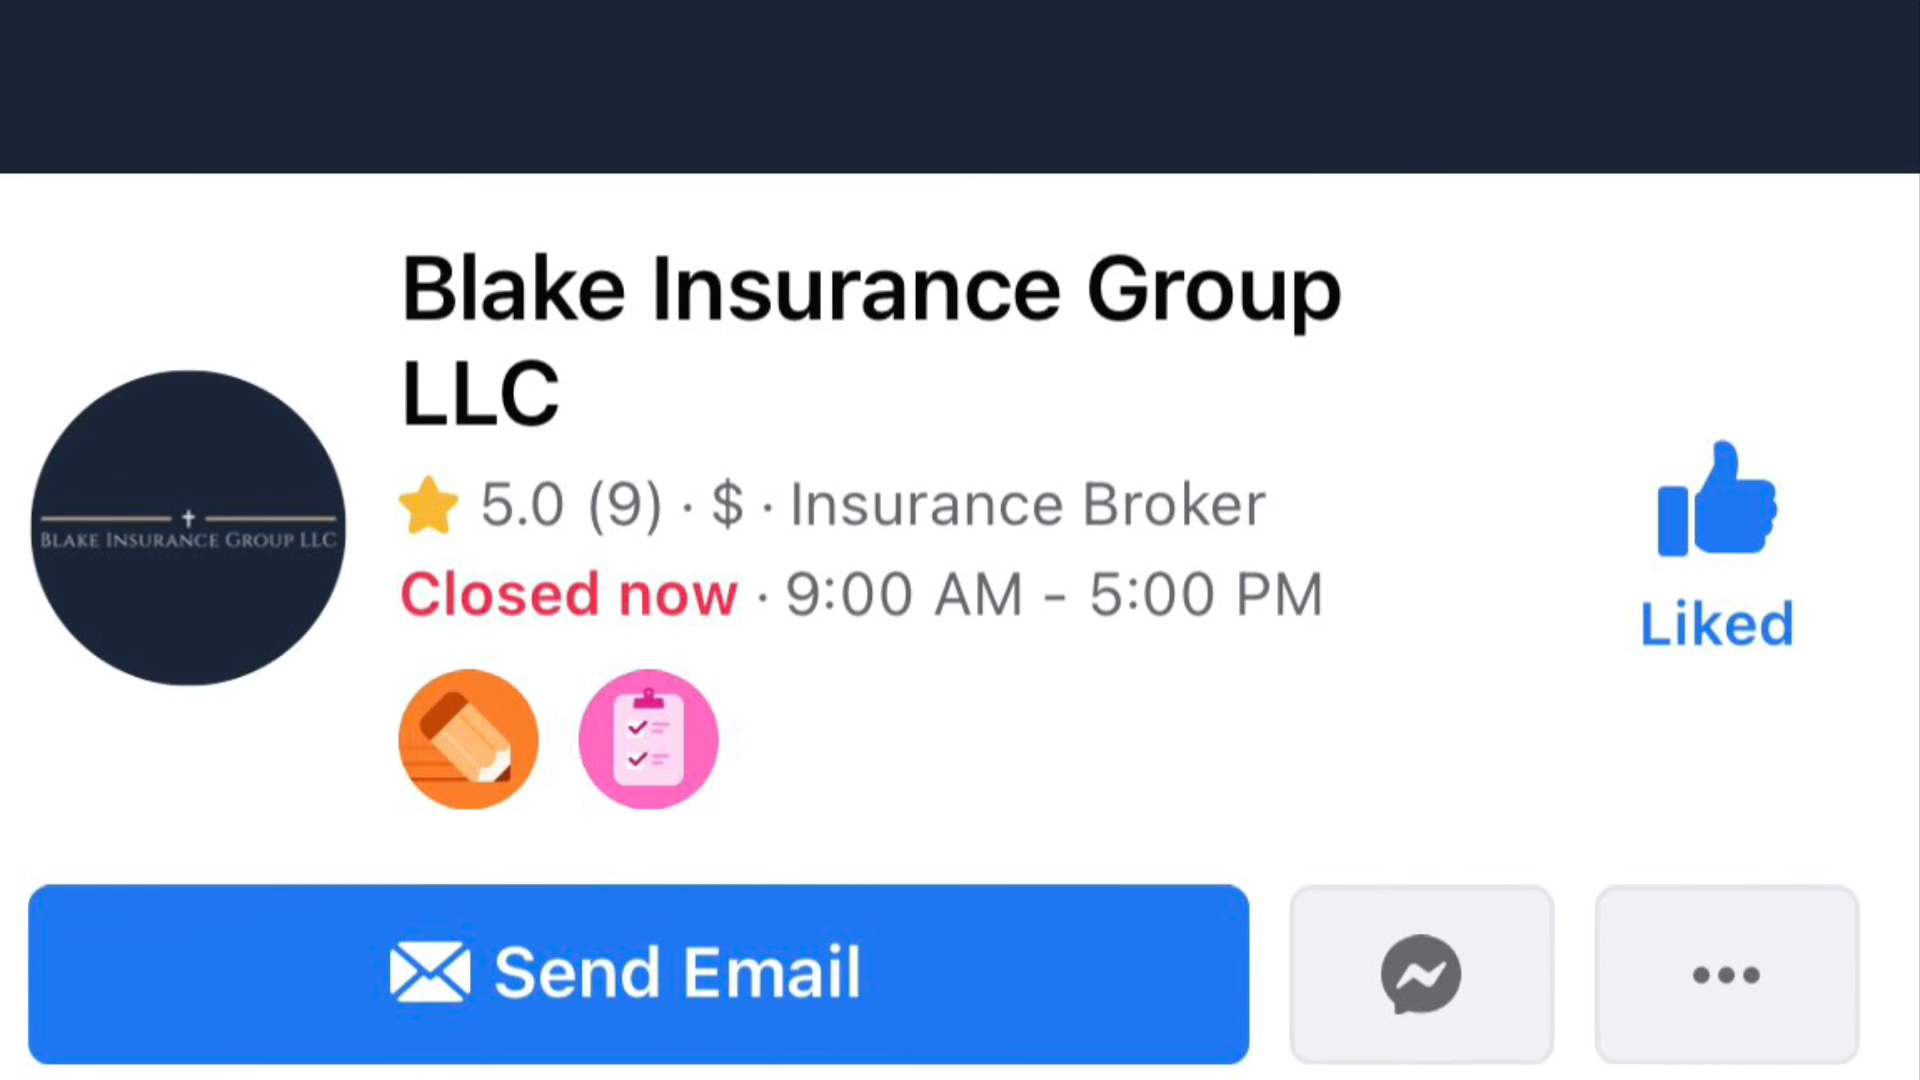 Blake Insurance Group
LLC
5.0 (9) · $ · Insurance Broker
Closed now · 9:00 AM - 5:00 PM
BLAKE INSURANCE GROUP LLC
Liked
Send Email